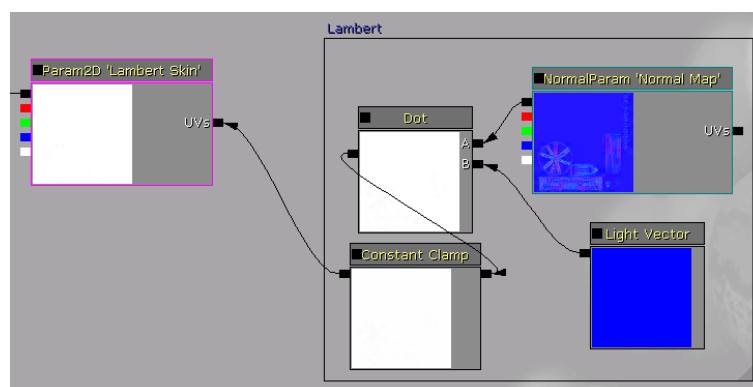 Lambert
Param2D 'Lambert Skin'
UVs
Dot
A
B
NormalParam 'Normal Map'
UVs
Constant Clamp
Light Vector